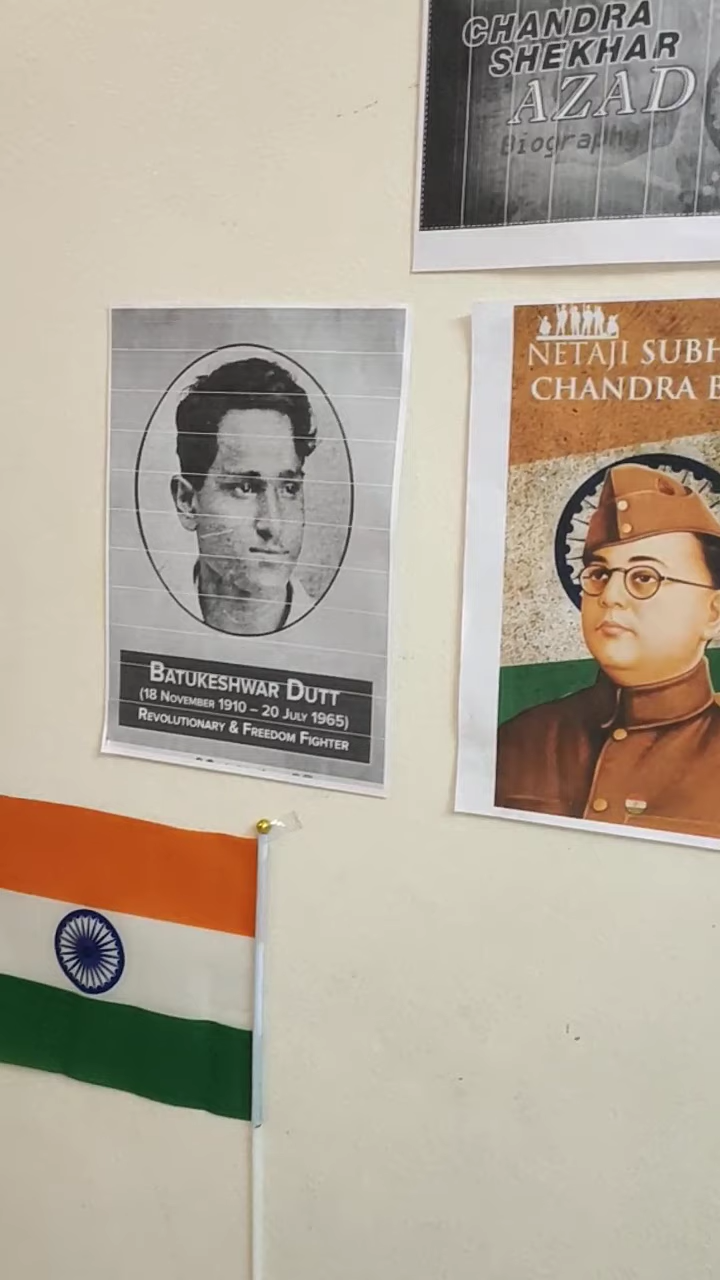 CHANDRA
SHEKHAR
AZAD
Biography
BATUKESHWAR DUTT
(18 NOVEMBER 1910 – 20 JULY 1965)
REVOLUTIONARY & FREEDOM FIGHTER
NETAJI SUBH
CHANDRA B